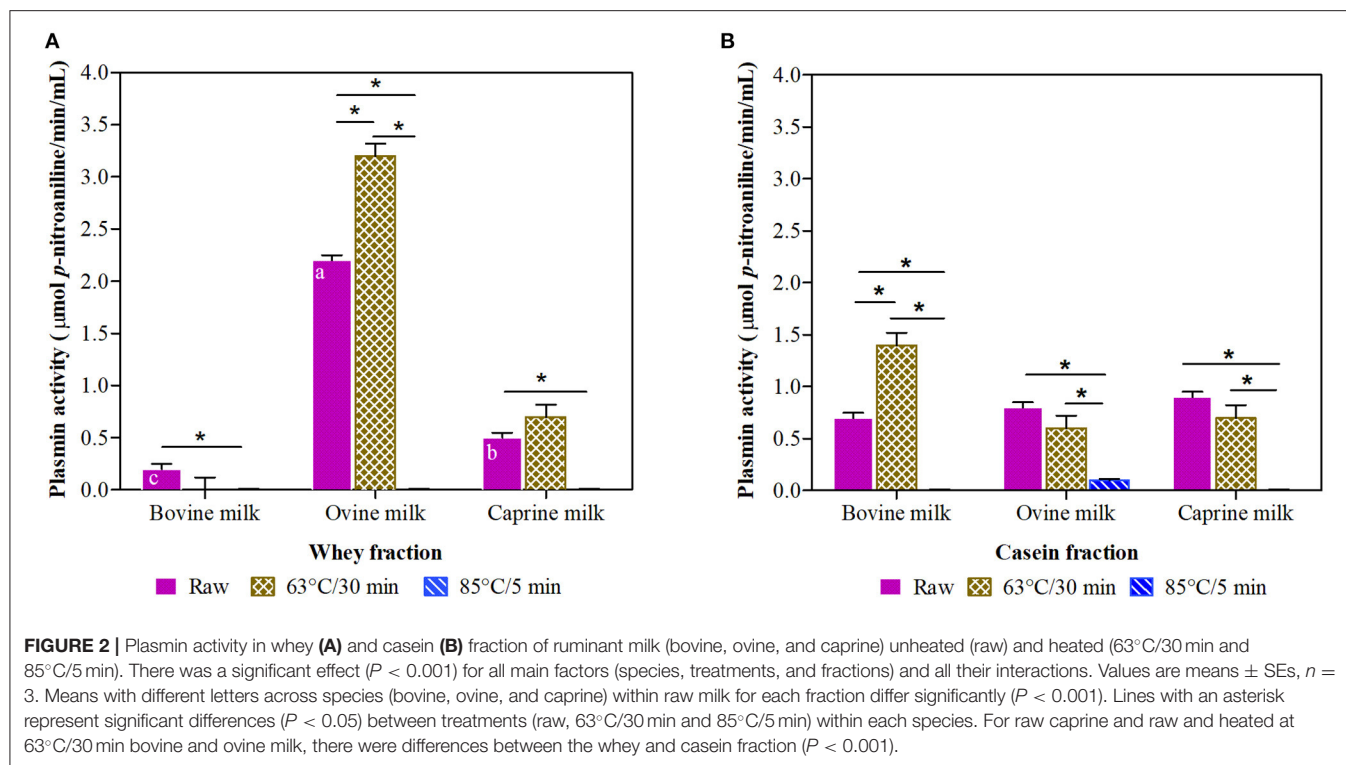 A
Plasmin activity ( μmol p-nitroaniline/min/mL)
4.0
3.5
3.0
2.5
2.0
1.5
1.0
0.5
0.0
*
*
*
*
*
c
a
b
Bovine milk Ovine milk Caprine milk
Whey fraction
Raw 63°C/30 min 85°C/5 min
B
Plasmin activity ( μmol p-nitroaniline/min/mL)
4.0
3.5
3.0
2.5
2.0
1.5
1.0
0.5
0.0
*
*
*
*
*
*
*
Bovine milk Ovine milk Caprine milk
Casein fraction
Raw 63°C/30 min 85°C/5 min
FIGURE 2 | Plasmin activity in whey (A) and casein (B) fraction of ruminant milk (bovine, ovine, and caprine) unheated (raw) and heated (63°C/30 min and
85°C/5 min). There was a significant effect (P < 0.001) for all main factors (species, treatments, and fractions) and all their interactions. Values are means ± SEs, n =
3. Means with different letters across species (bovine, ovine, and caprine) within raw milk for each fraction differ significantly (P < 0.001). Lines with an asterisk
represent significant differences (P < 0.05) between treatments (raw, 63°C/30 min and 85°C/5 min) within each species. For raw caprine and raw and heated at
63°C/30 min bovine and ovine milk, there were differences between the whey and casein fraction (P < 0.001).